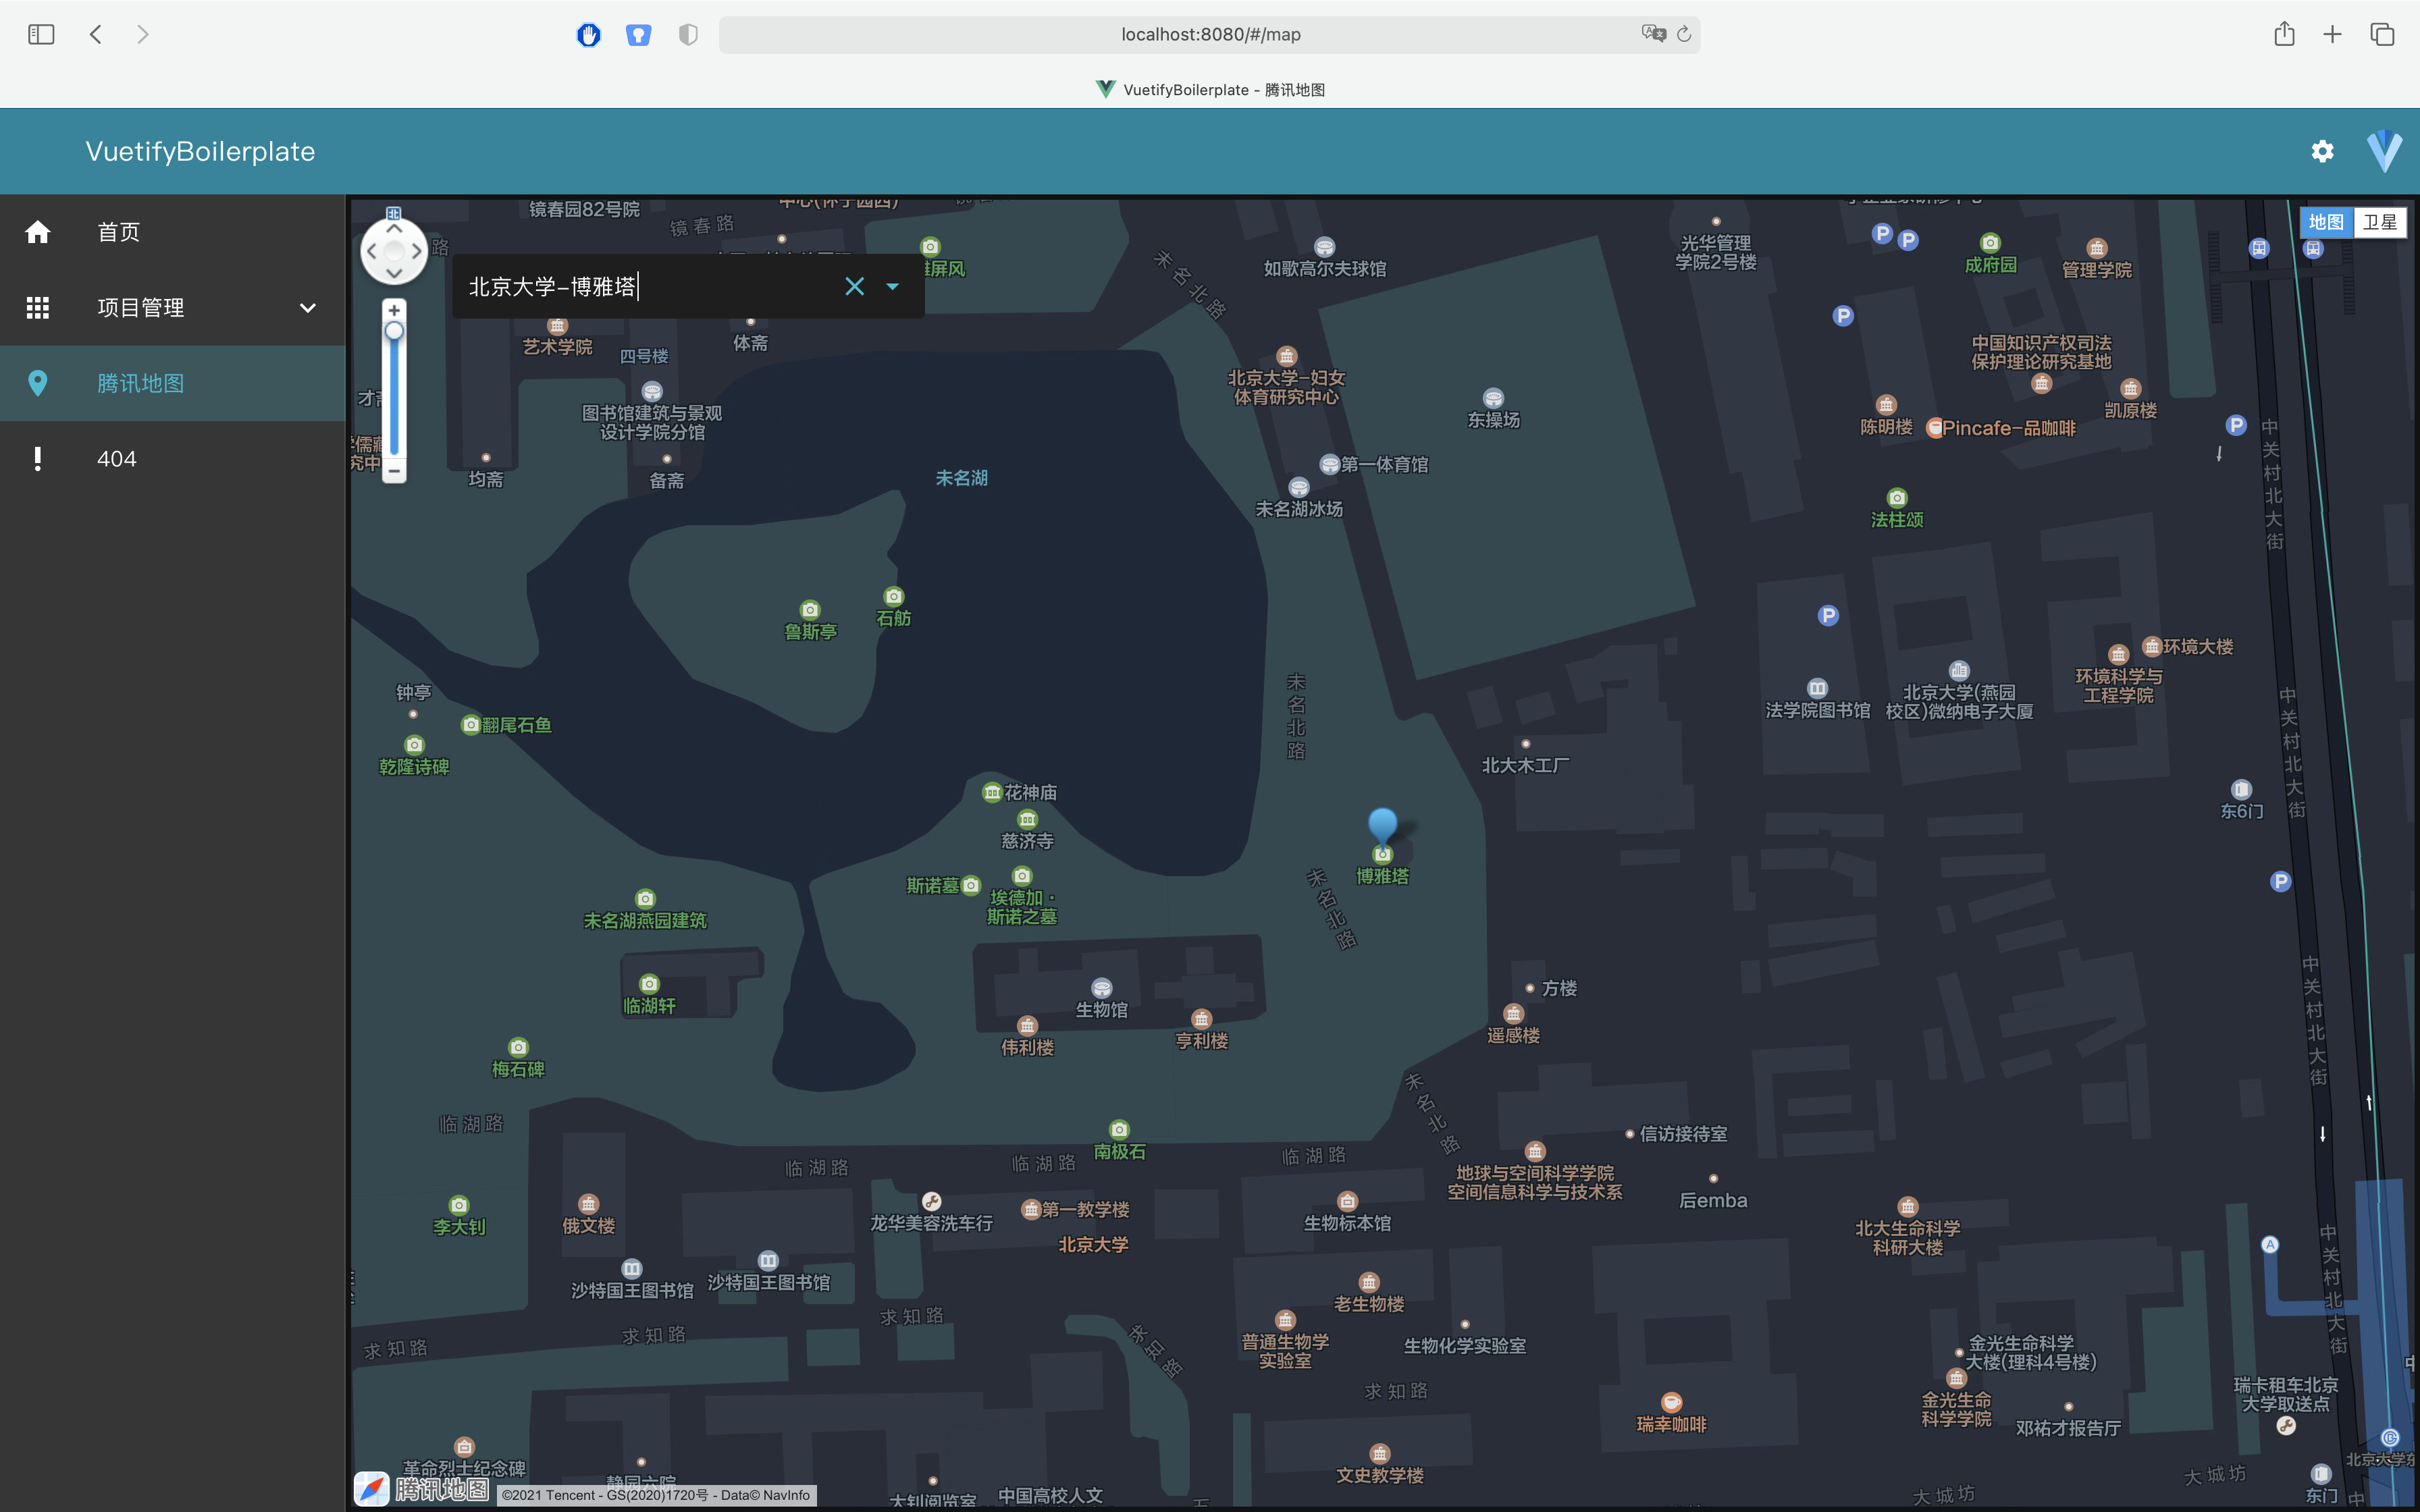 localhost:8080/#/map
VuetifyBoilerplate - 腾讯地图
VuetifyBoilerplate
首页
项目管理
腾讯地图
404
北
北京大学-博雅塔
地图
卫星
镜春园82号院
镜春路
路
屏风
未名北路
如歌高尔夫球馆
光华管理
学院2号楼
P
P
成府园
管理学院
艺术学院
四号楼
体斋
P
北京大学-妇女
体育研究中心
中国知识产权司法
保护理论研究基地
图书馆建筑与景观
设计学院分馆
东操场
陈明楼
Pincafe-品咖啡
凯原楼
P
均斋
备斋
未名湖
第一体育馆
未名湖冰场
法柱颂
中关村北大街
鲁斯亭
石舫
P
钟亭
翻尾石鱼
乾隆诗碑
未名北路
北大木工厂
法学院图书馆
北京大学(燕园
校区)微纳电子大厦
环境大楼
环境科学与
工程学院
中关村北大街
花神庙
慈济寺
东6门
斯诺墓
埃德加·
斯诺之墓
博雅塔
未名北路
P
未名湖燕园建筑
临湖轩
生物馆
伟利楼
亨利楼
方楼
遥感楼
中关村北大街
梅石碑
临湖路
南极石
临湖路
临湖路
临湖路
未名北路
信访接待室
地球与空间科学学院
空间信息科学与技术系
后emba
李大钊
俄文楼
龙华美容洗车行
第一教学楼
北京大学
生物标本馆
北大生命科学
科研大楼
A
中关村北大街
沙特国王图书馆
沙特国王图书馆
老生物楼
求知路
求知路
求知路
求知路
普通生物学
实验室
生物化学实验室
金光生命科学
大楼(理科4号楼)
求知路
瑞幸咖啡
金光生命
科学学院
邓祐才报告厅
瑞卡租车北京
大学取送点
革命烈士纪念碑
静园六院
文史教学楼
大城坊
大城坊
东门
腾讯地图
©2021 Tencent - GS(2020)1720号 - Data© NavInfo
大钊阅览室
中国高校人文